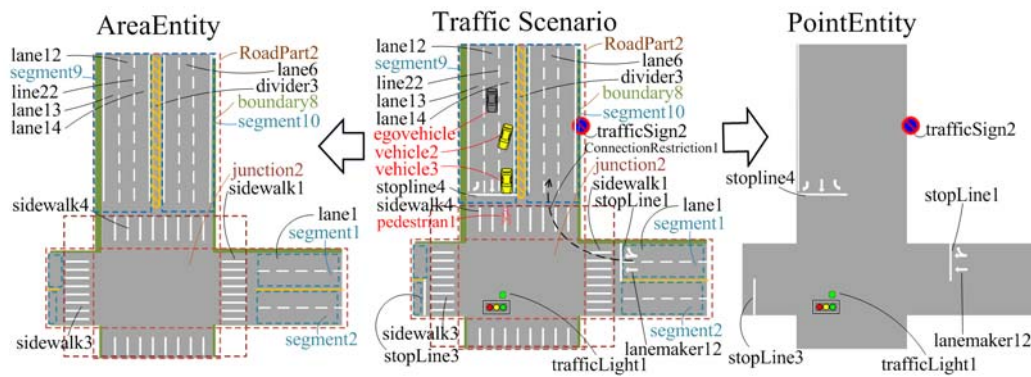 AreaEntity
lane12
segment9
line22
lane13
lane14
RoadPart2
lane6
divider3
boundary8
segment10
junction2
sidewalk1
sidewalk4
lane1
segment1
sidewalk3
segment2
Traffic Scenario
lane12
segment9
line22
lane13
lane14
egovehicle
vehicle2
vehicle3
stopline4
sidewalk4
pedestrian1
RoadPart2
lane6
divider3
boundary8
segment10
trafficSign2
ConnectionRestriction1
junction2
sidewalk1
stopLine1
lane1
segment1
sidewalk3
stopLine3
segment2
lanemaker12
trafficLight1
PointEntity
trafficSign2
stopline4
stopLine1
stopLine3
lanemaker12
trafficLight1